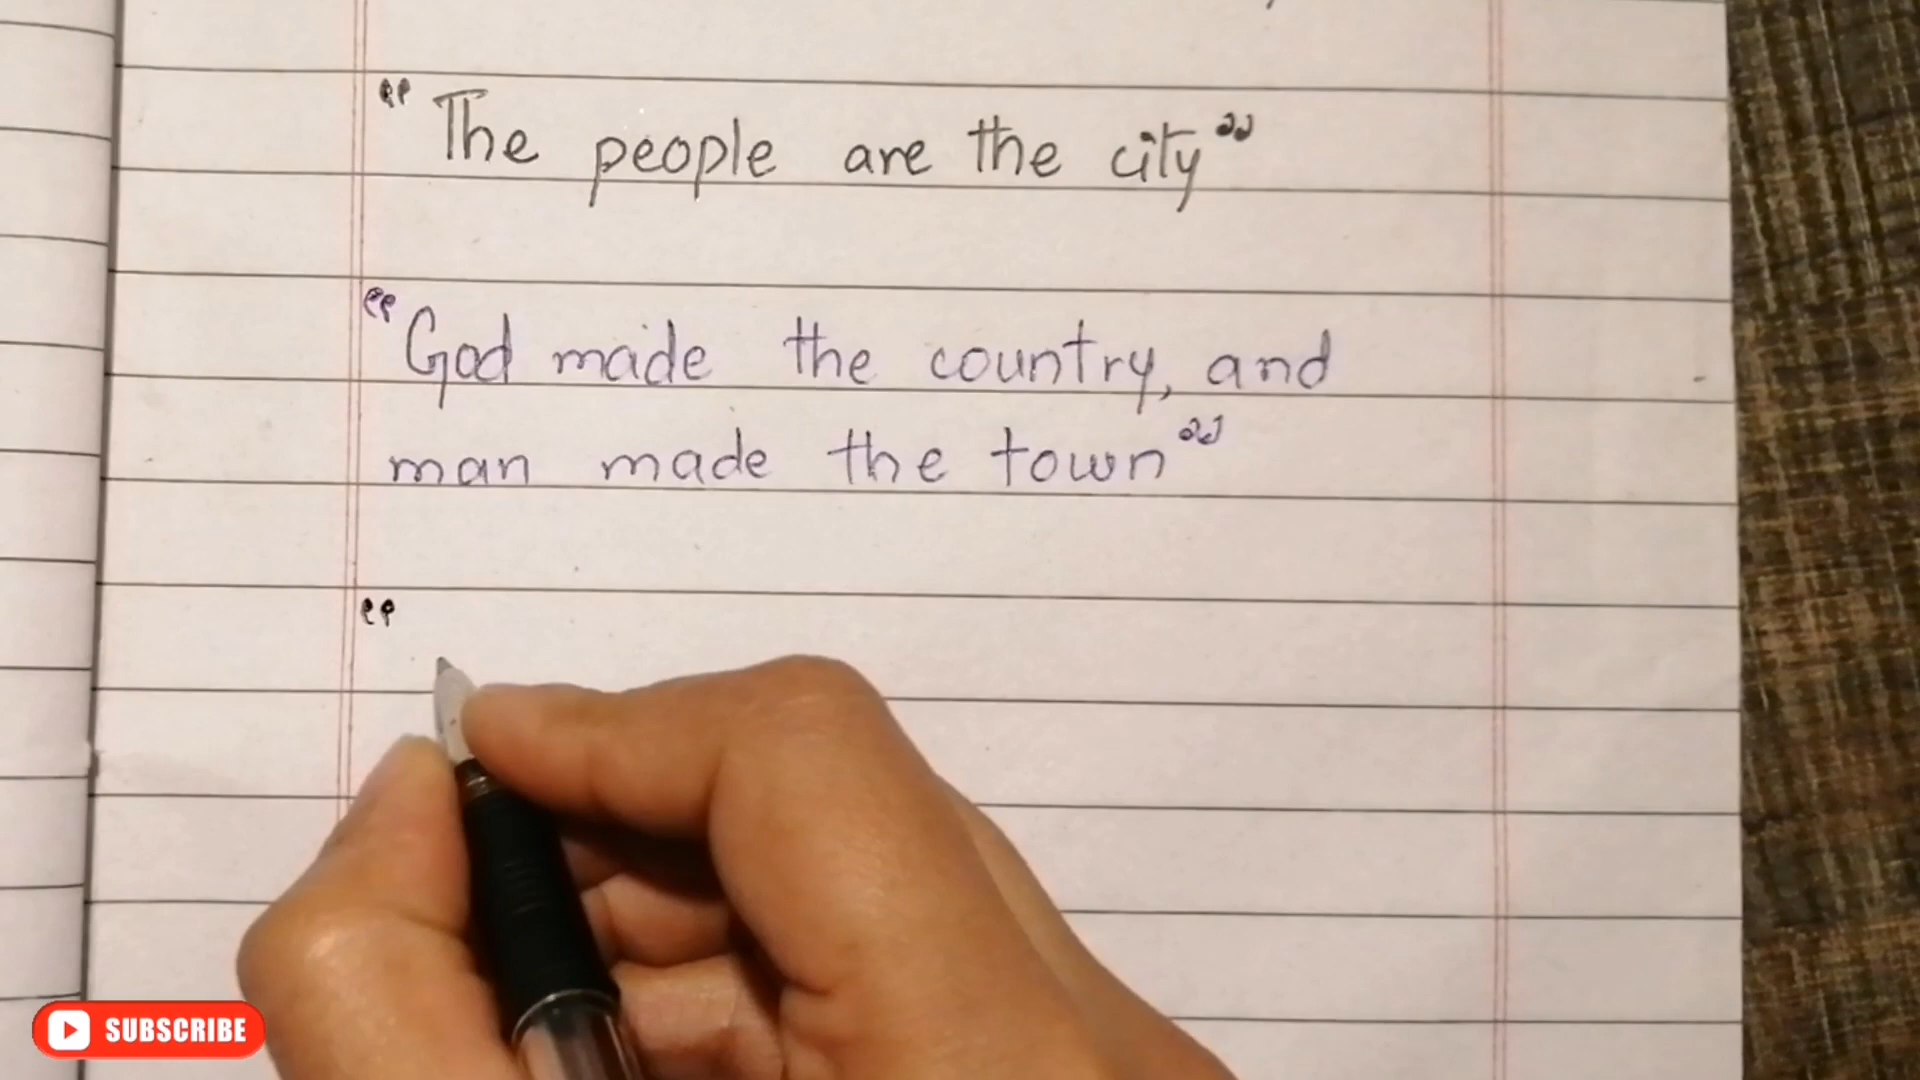 "The people are the city"
"God made the country, and
man made the town"
"
SUBSCRIBE